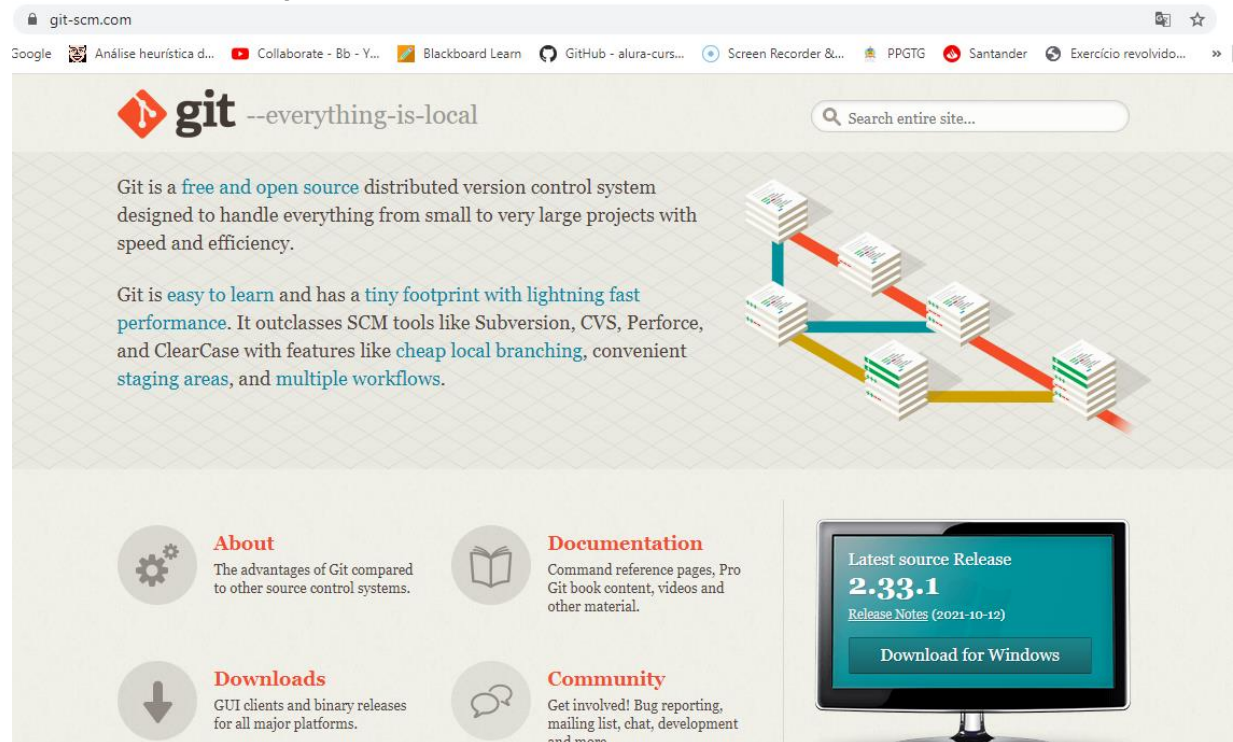 git-scm.com
Google Análise heurística d... Collaborate - Bb - Y... Blackboard Learn GitHub - alura-curs... Screen Recorder &... PPGTG Santander Exercício revolvido... »
git --everything-is-local
Search entire site...
Git is a free and open source distributed version control system
designed to handle everything from small to very large projects with
speed and efficiency.
Git is easy to learn and has a tiny footprint with lightning fast
performance. It outclasses SCM tools like Subversion, CVS, Perforce,
and ClearCase with features like cheap local branching, convenient
staging areas, and multiple workflows.
About
The advantages of Git compared
to other source control systems.
Documentation
Command reference pages, Pro
Git book content, videos and
other material.
Downloads
GUI clients and binary releases
for all major platforms.
Community
Get involved! Bug reporting,
mailing list, chat, development
and more.
Latest source Release
2.33.1
Release Notes (2021-10-12)
Download for Windows